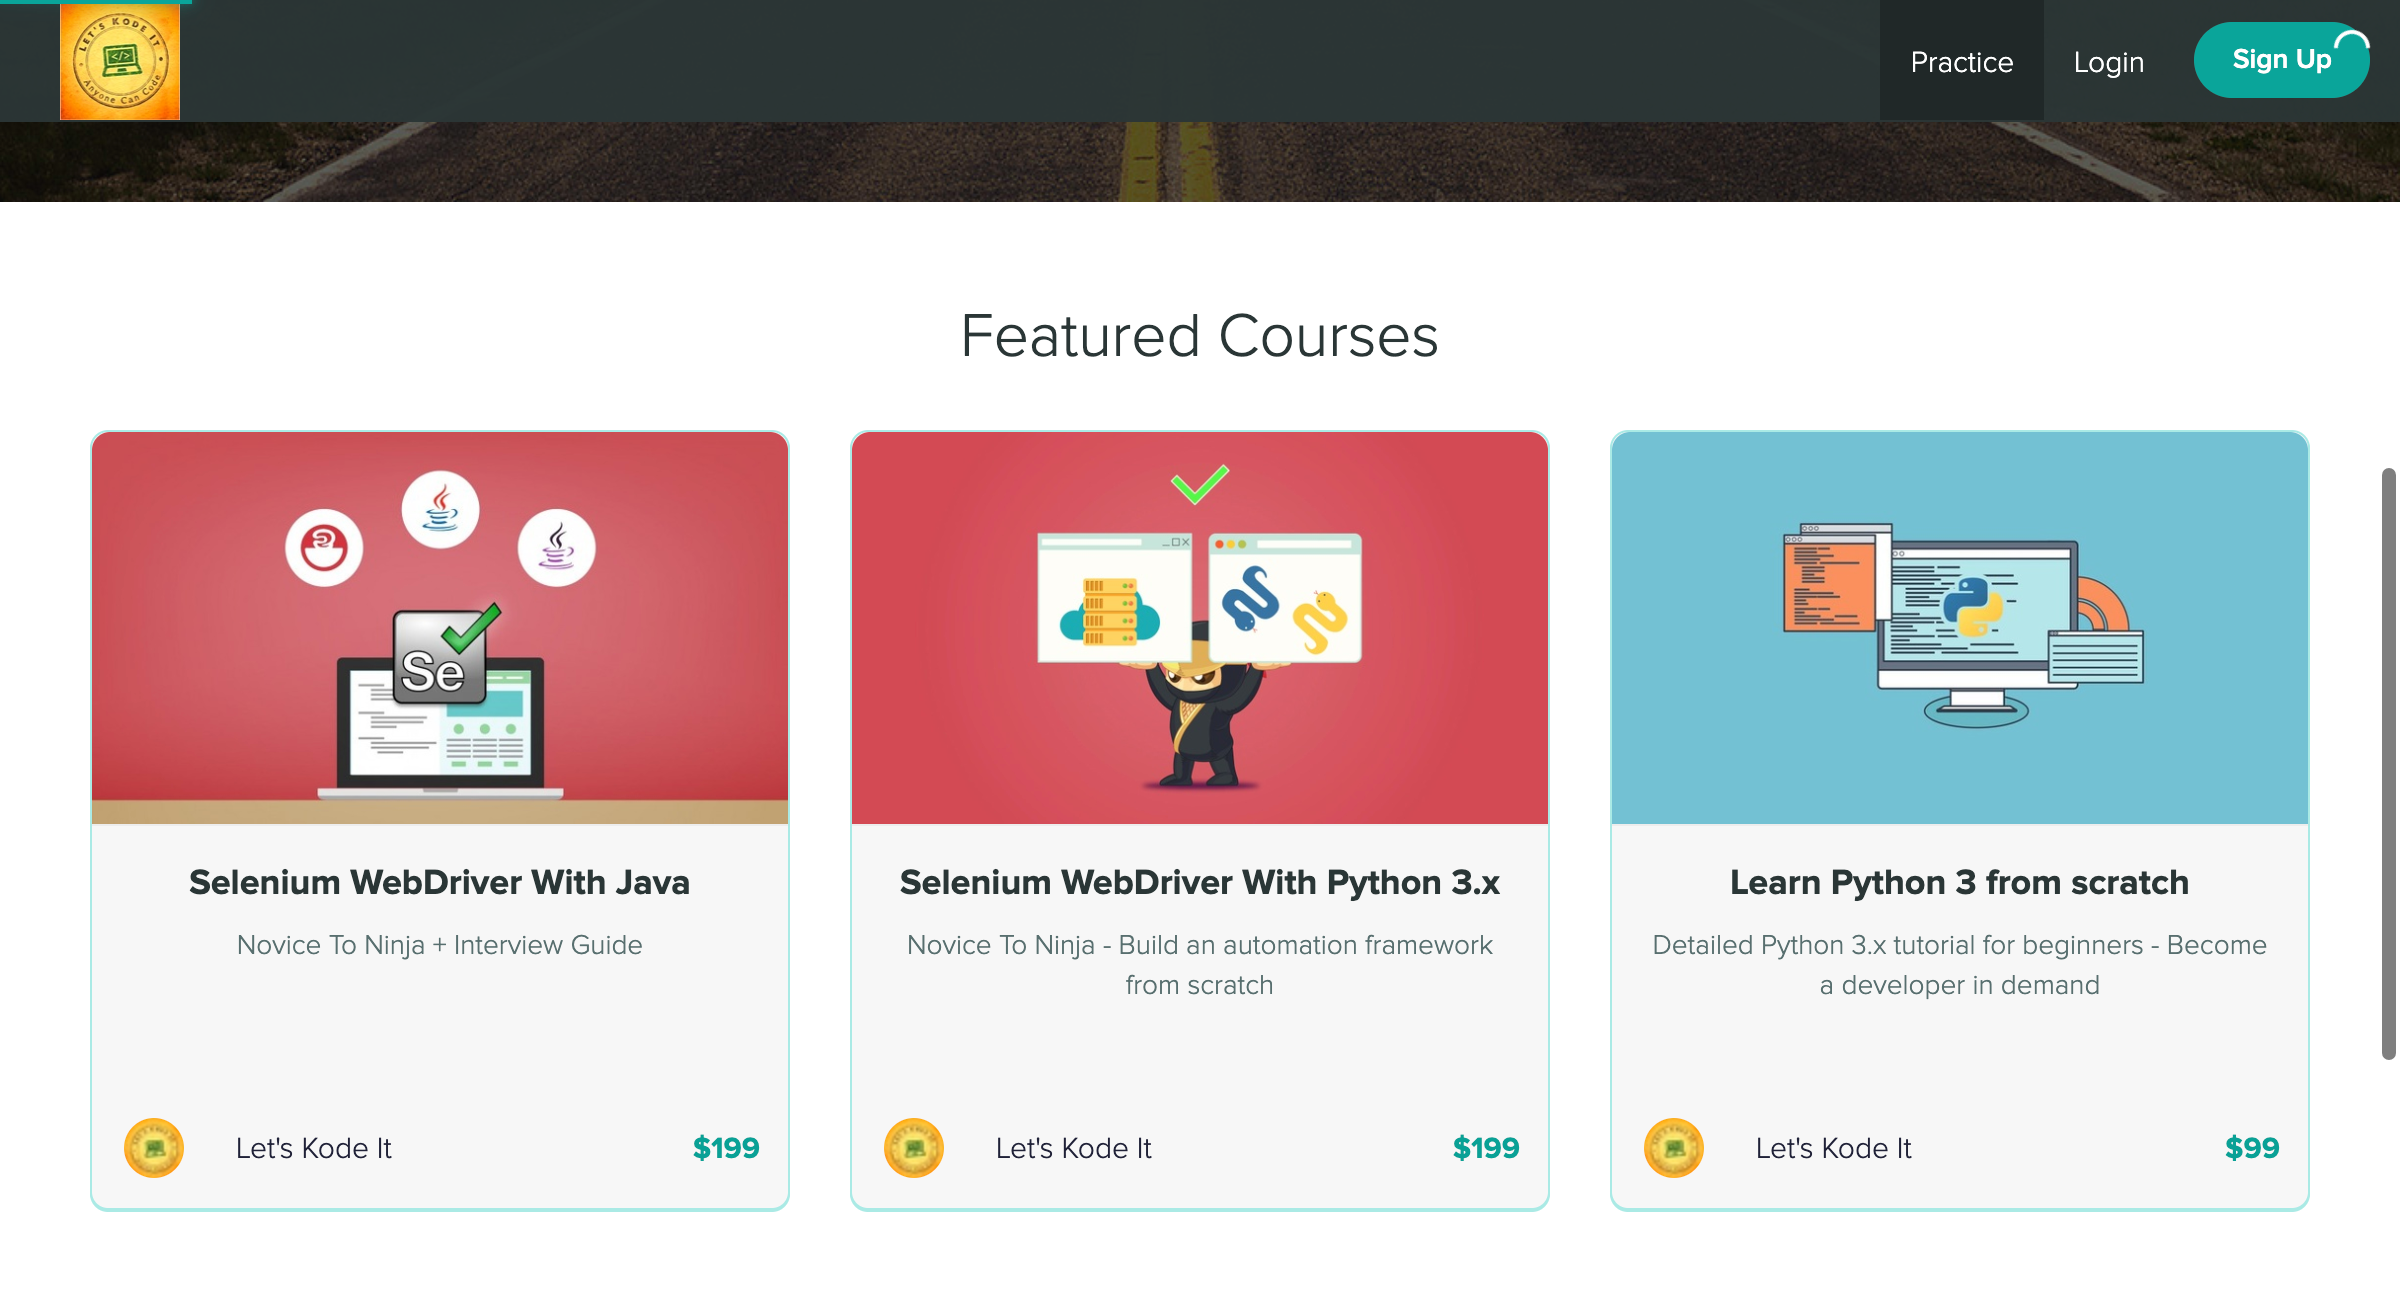 LET'S KODE IT
</>
Anyone Can Code
Practice
Login
Sign Up
Featured Courses
Se
Selenium WebDriver With Java
Novice To Ninja + Interview Guide
Let's Kode It
$199
Selenium WebDriver With Python 3.x
Novice To Ninja - Build an automation framework
from scratch
Let's Kode It
$199
Learn Python 3 from scratch
Detailed Python 3.x tutorial for beginners - Become
a developer in demand
Let's Kode It
$99